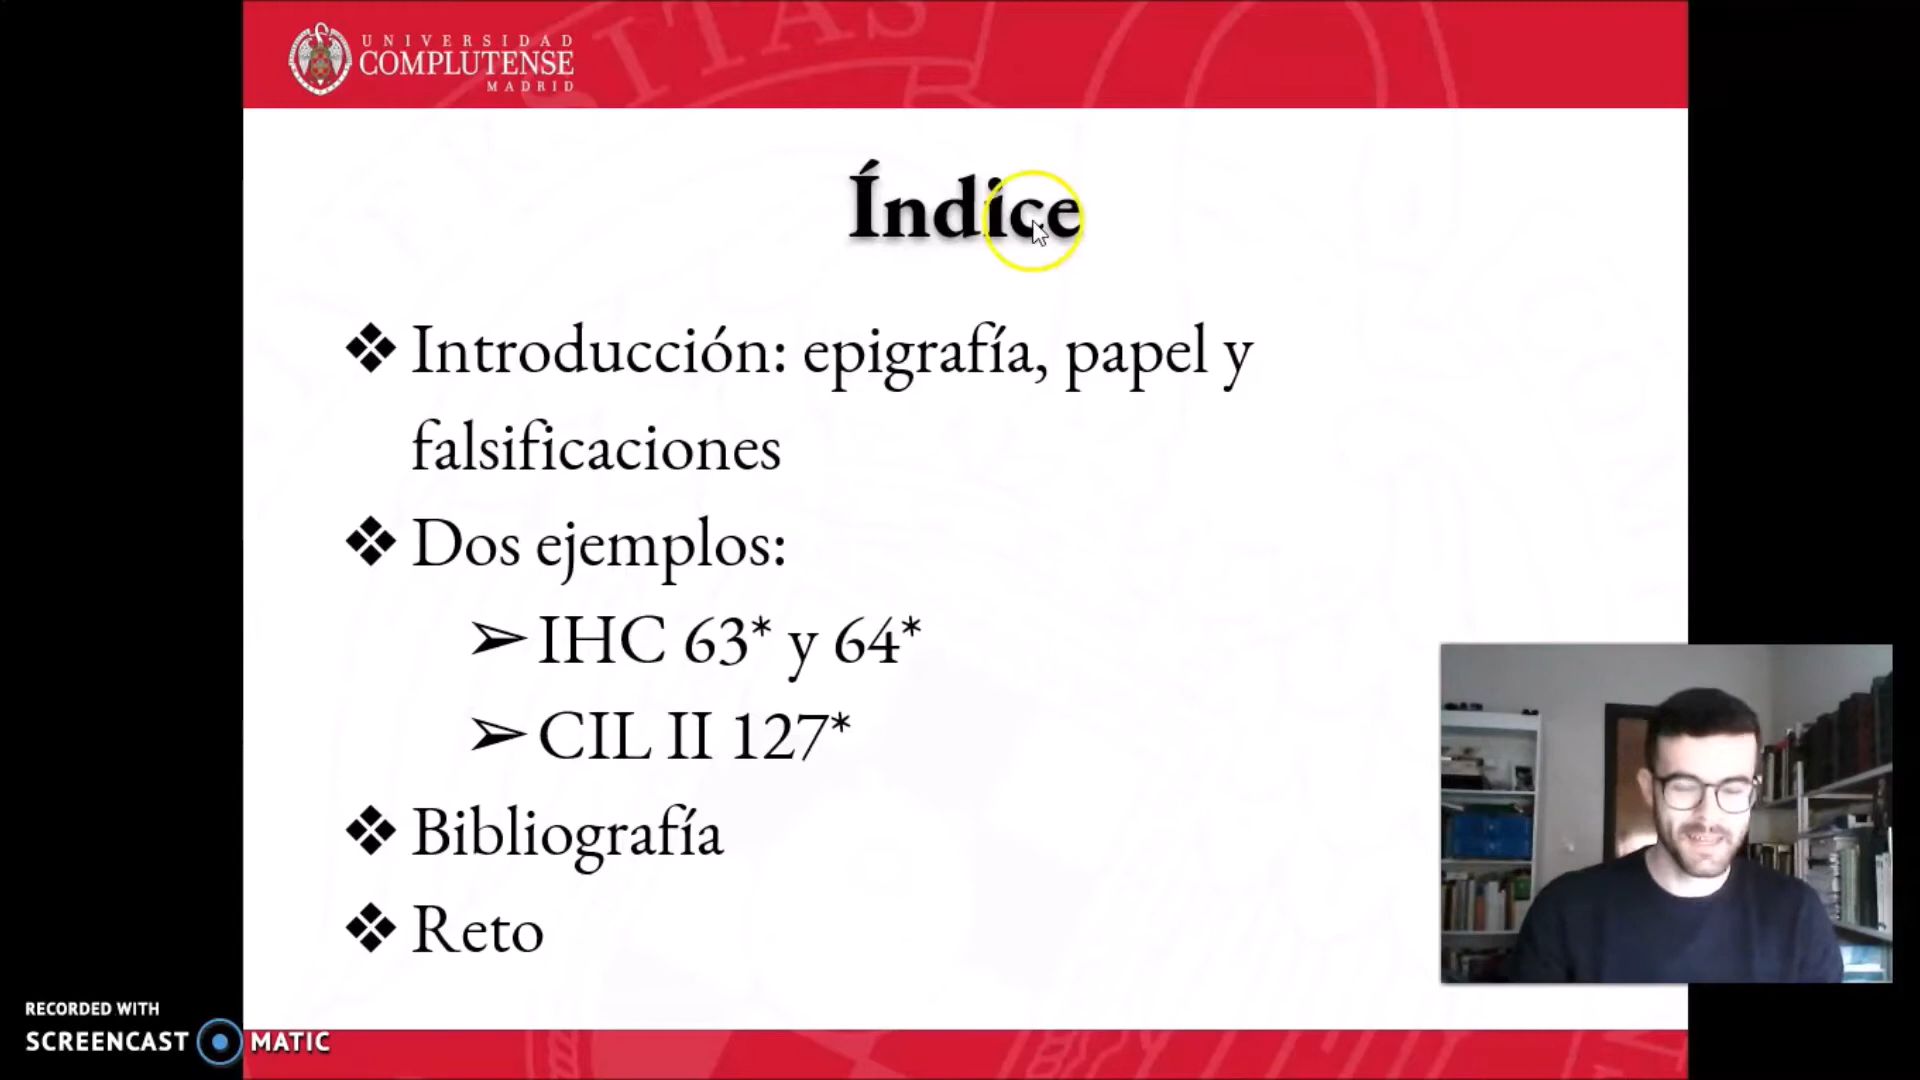 UNIVERSIDAD
COMPLUTENSE
MADRID
Índice
❖ Introducción: epigrafía, papel y
falsificaciones
❖ Dos ejemplos:
➢ IHC 63* y 64*
➢ CIL II 127*
❖ Bibliografía
❖ Reto
RECORDED WITH
SCREENCAST MATIC